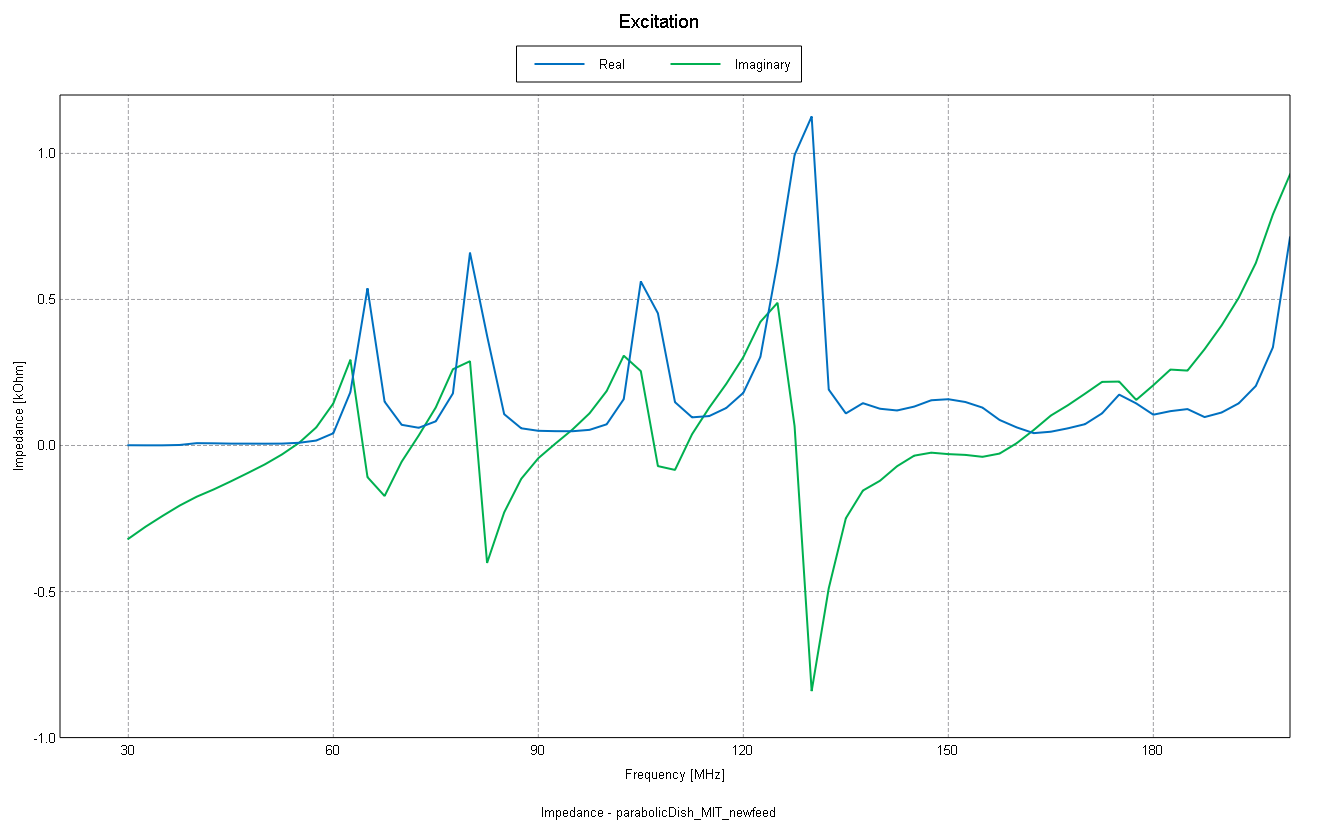 Excitation
Real Imaginary
1.0
0.5
0.0
-0.5
-1.0
Impedance [kOhm]
30 60 90 120 150 180
Frequency [MHz]
Impedance - parabolicDish_MIT_newfeed